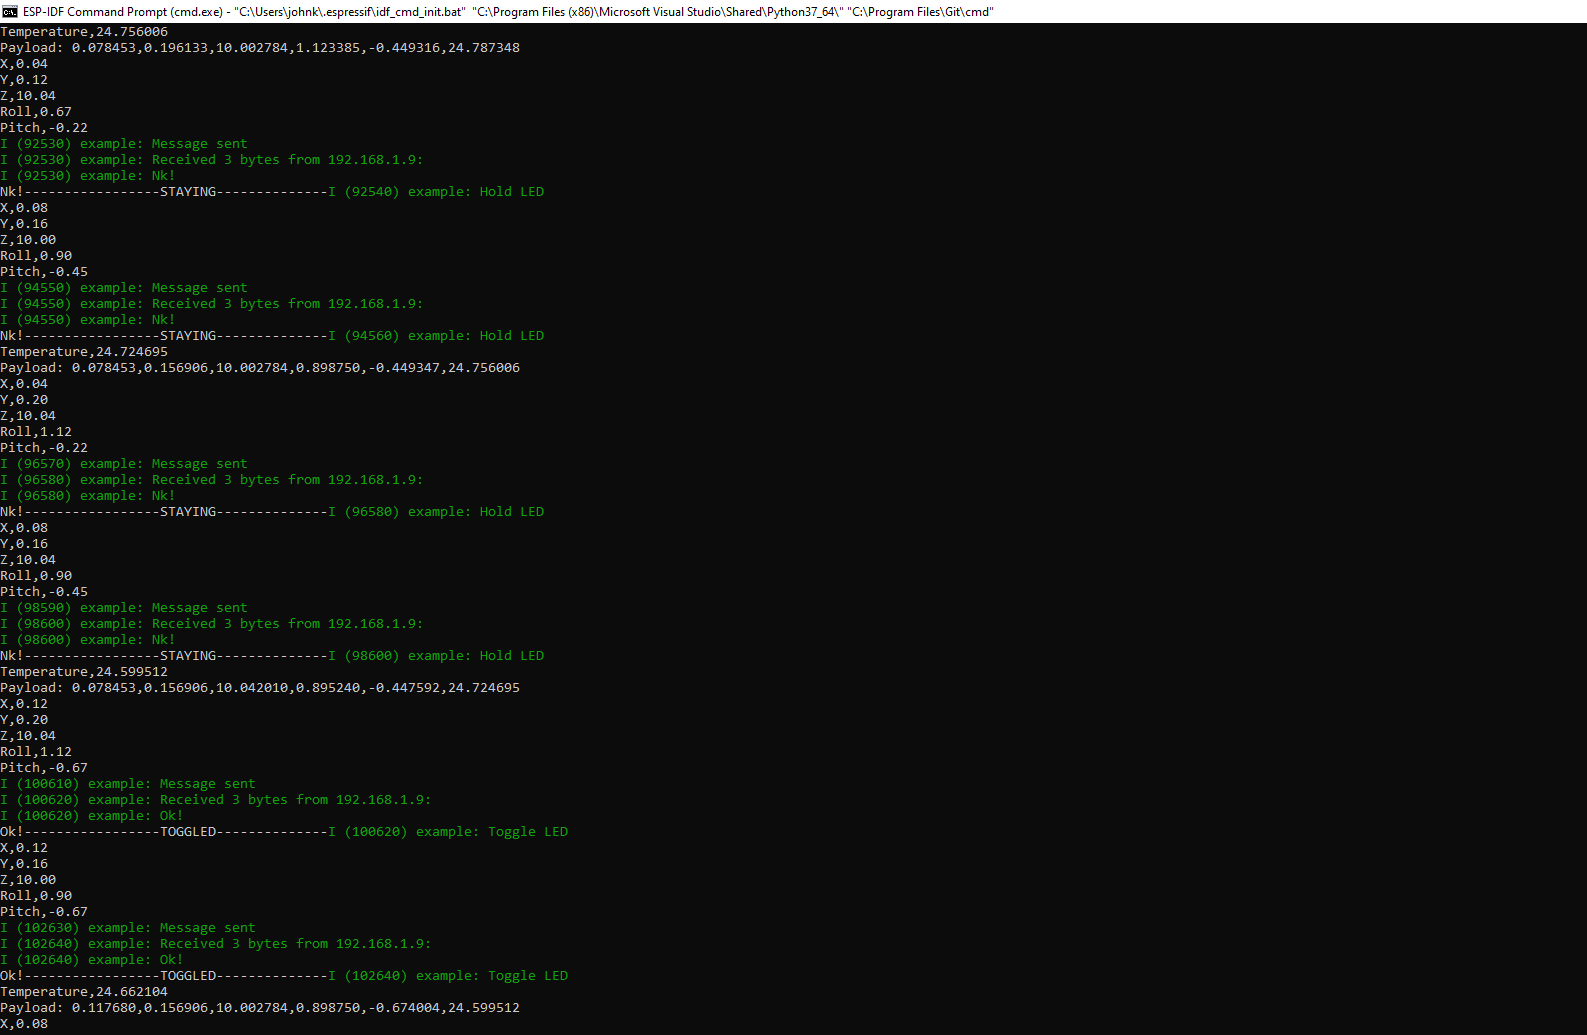 ESP-IDF Command Prompt (cmd.exe) - "C:\Users\johnk\.espressif\idf_cmd_init.bat" "C:\Program Files (x86)\Microsoft Visual Studio\Shared\Python37_64\" "C:\Program Files\Git\cmd"
Temperature,24.756006
Payload: 0.078453,0.196133,10.002784,1.123385,-0.449316,24.787348
X,0.04
Y,0.12
Z,10.04
Roll,0.67
Pitch,-0.22
I (92530) example: Message sent
I (92530) example: Received 3 bytes from 192.168.1.9:
I (92530) example: Nk!
Nk!-----------------STAYING--------------I (92540) example: Hold LED
X,0.08
Y,0.16
Z,10.00
Roll,0.90
Pitch,-0.45
I (94550) example: Message sent
I (94550) example: Received 3 bytes from 192.168.1.9:
I (94550) example: Nk!
Nk!-----------------STAYING--------------I (94560) example: Hold LED
Temperature,24.724695
Payload: 0.078453,0.156906,10.002784,0.898750,-0.449347,24.756006
X,0.04
Y,0.20
Z,10.04
Roll,1.12
Pitch,-0.22
I (96570) example: Message sent
I (96580) example: Received 3 bytes from 192.168.1.9:
I (96580) example: Nk!
Nk!-----------------STAYING--------------I (96580) example: Hold LED
X,0.08
Y,0.16
Z,10.04
Roll,0.90
Pitch,-0.45
I (98590) example: Message sent
I (98600) example: Received 3 bytes from 192.168.1.9:
I (98600) example: Nk!
Nk!-----------------STAYING--------------I (98600) example: Hold LED
Temperature,24.599512
Payload: 0.078453,0.156906,10.042010,0.895240,-0.447592,24.724695
X,0.12
Y,0.20
Z,10.04
Roll,1.12
Pitch,-0.67
I (100610) example: Message sent
I (100620) example: Received 3 bytes from 192.168.1.9:
I (100620) example: Ok!
Ok!-----------------TOGGLED--------------I (100620) example: Toggle LED
X,0.12
Y,0.16
Z,10.00
Roll,0.90
Pitch,-0.67
I (102630) example: Message sent
I (102640) example: Received 3 bytes from 192.168.1.9:
I (102640) example: Ok!
Ok!-----------------TOGGLED--------------I (102640) example: Toggle LED
Temperature,24.662104
Payload: 0.117680,0.156906,10.002784,0.898750,-0.674004,24.599512
X,0.08